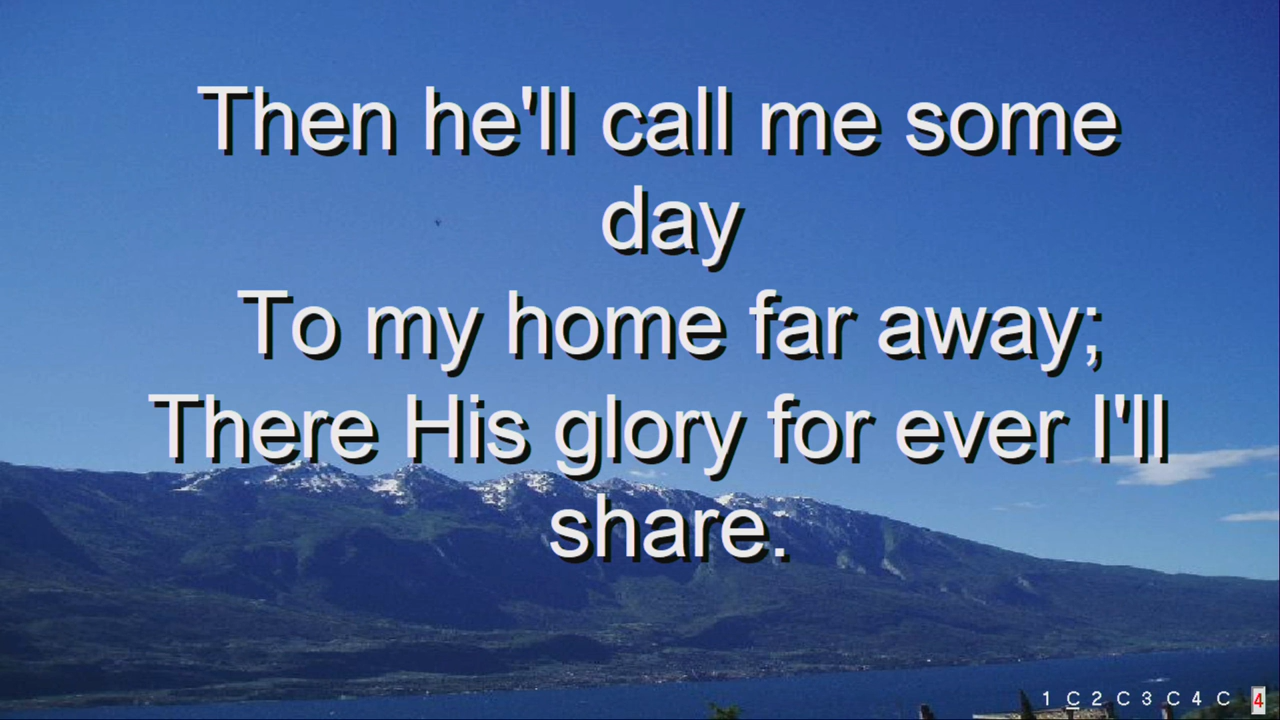 Then he'll call me some
day
To my home far away;
There His glory for ever I'll
share.
1 C 2 C 3 C 4 C 4